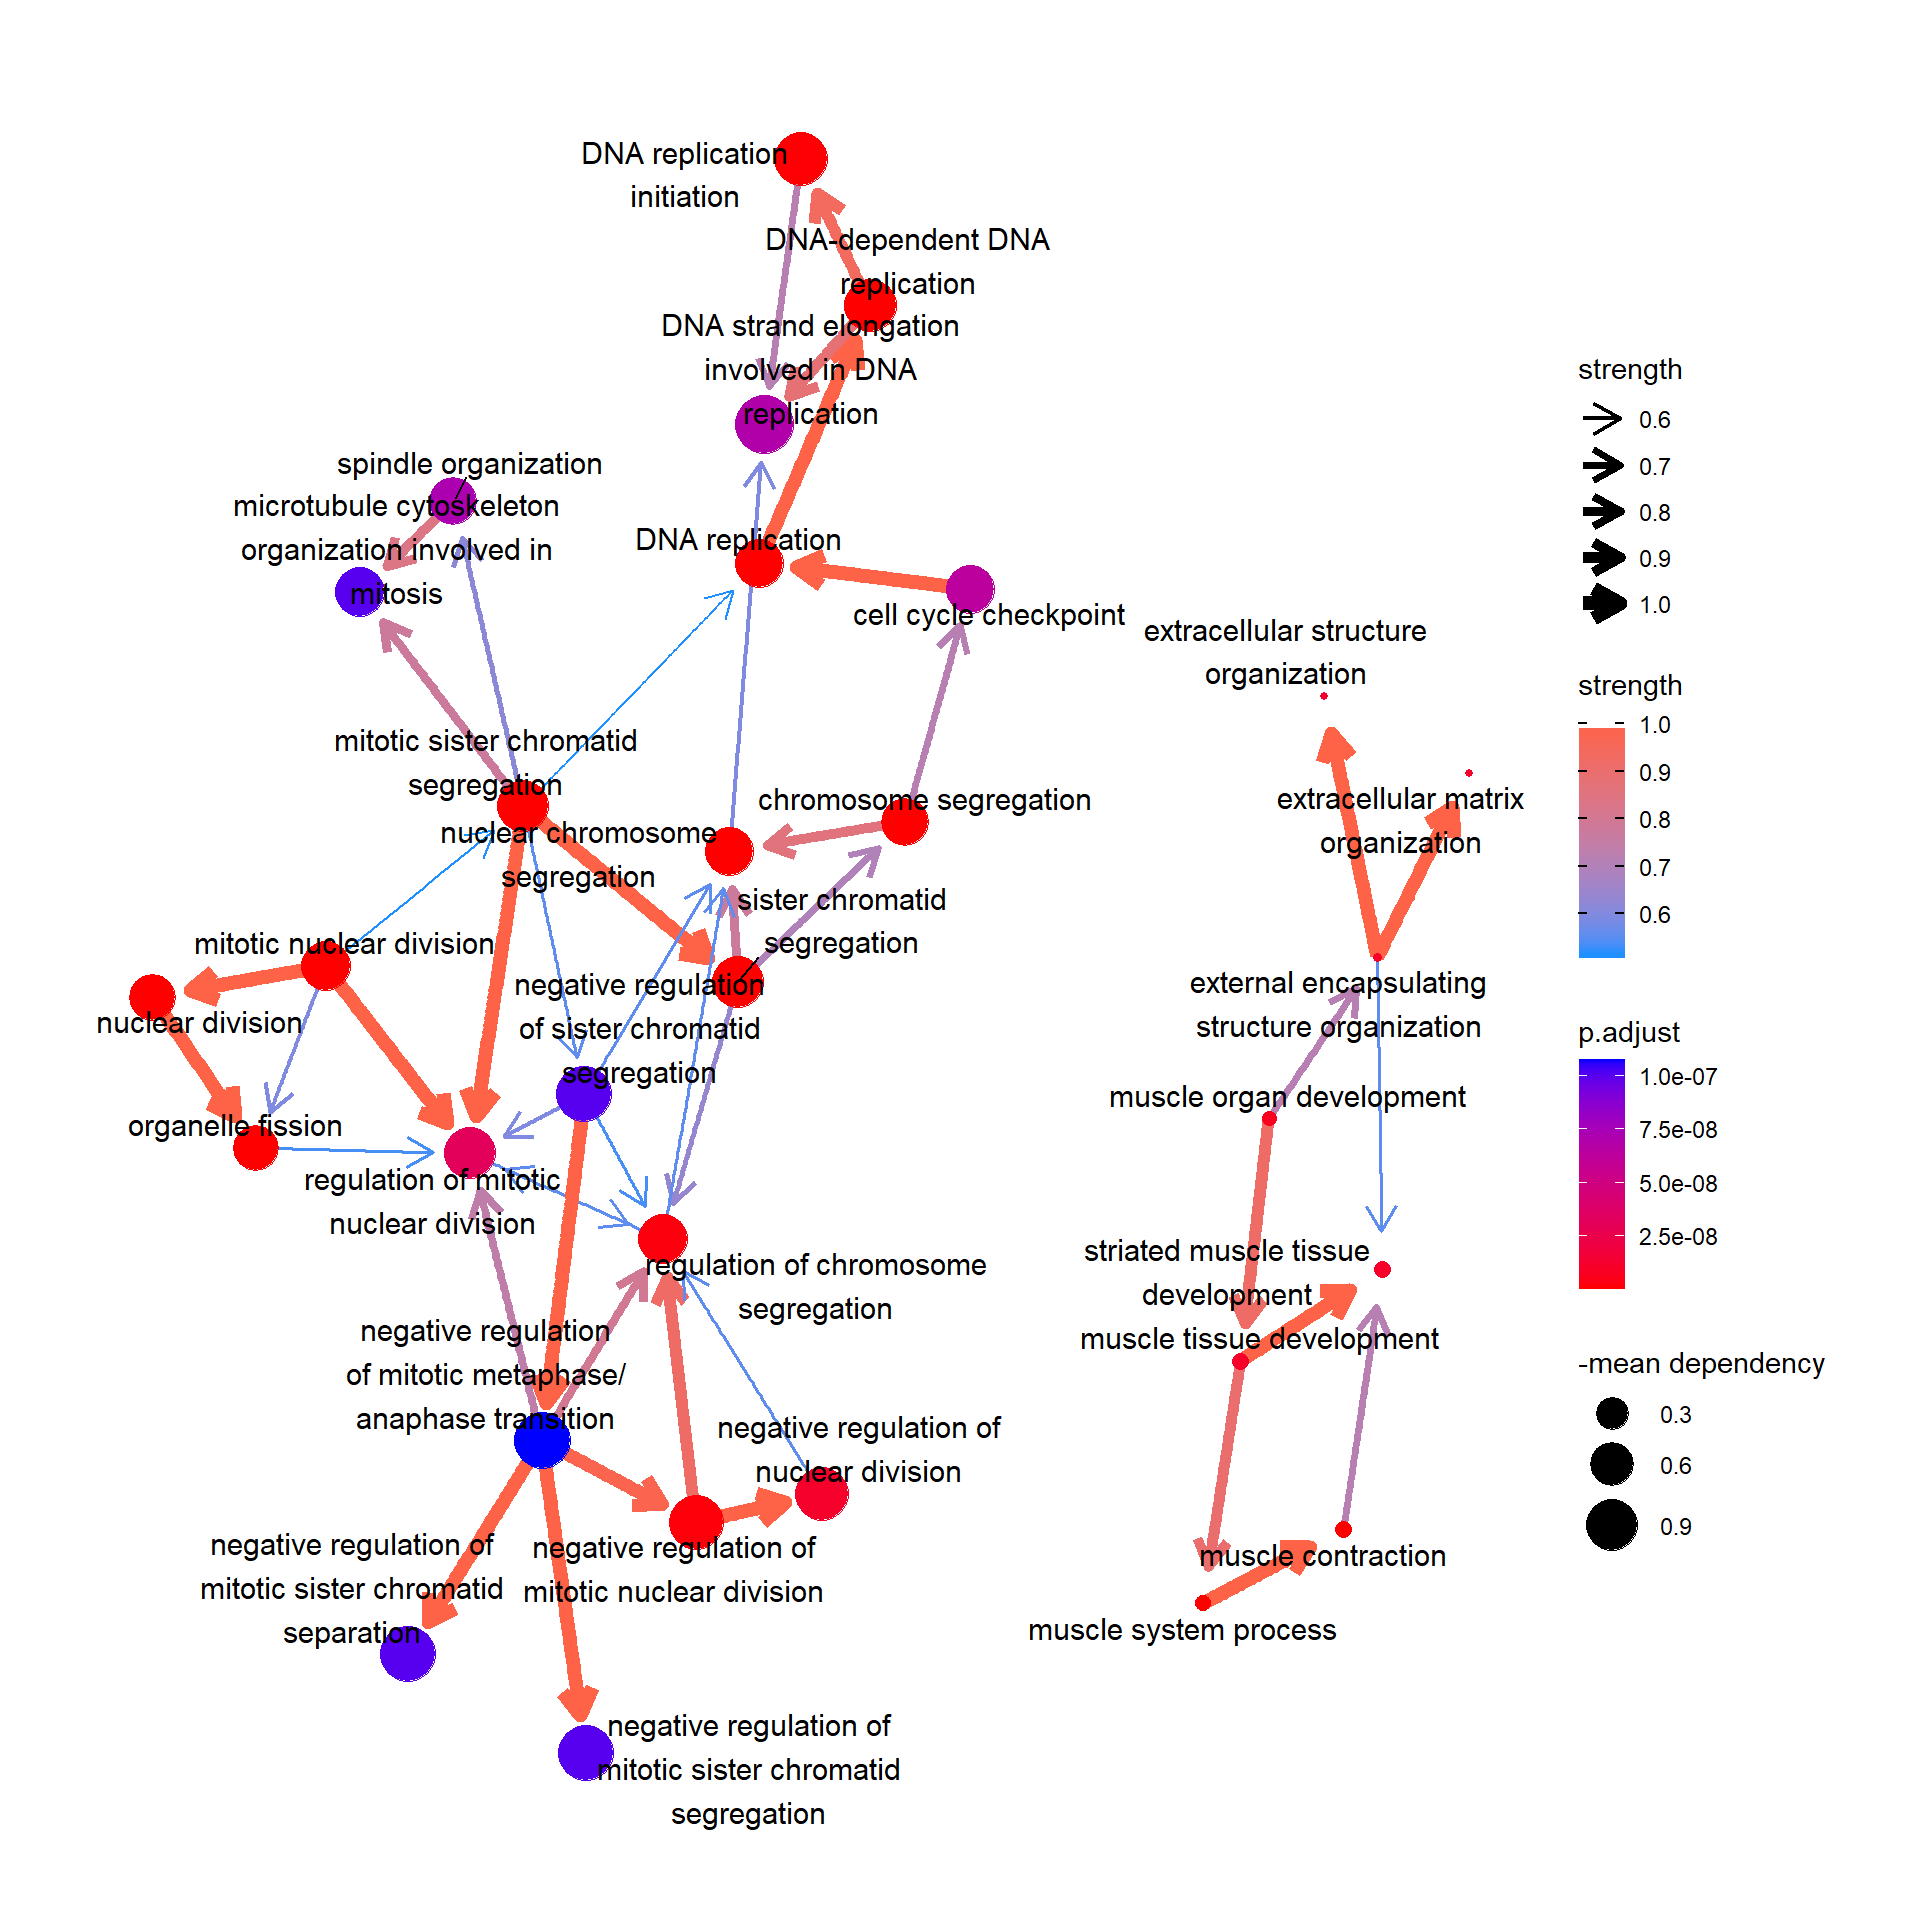 DNA replication
initiation
DNA-dependent DNA
replication
DNA strand elongation
involved in DNA
replication
spindle organization
microtubule cytoskeleton
organization involved in
mitosis
DNA replication
cell cycle checkpoint
mitotic sister chromatid
segregation
chromosome segregation
nuclear chromosome
segregation
sister chromatid
segregation
mitotic nuclear division
nuclear division
negative regulation
of sister chromatid
segregation
organelle fission
regulation of mitotic
nuclear division
regulation of chromosome
segregation
negative regulation
of mitotic metaphase/
anaphase transition
negative regulation of
nuclear division
negative regulation of
mitotic sister chromatid
separation
negative regulation of
mitotic nuclear division
negative regulation of
mitotic sister chromatid
segregation
extracellular structure
organization
extracellular matrix
organization
external encapsulating
structure organization
muscle organ development
striated muscle tissue
development
muscle tissue development
muscle contraction
muscle system process
strength
0.6
0.7
0.8
0.9
1.0
strength
1.0
0.9
0.8
0.7
0.6
p.adjust
1.0e-07
7.5e-08
5.0e-08
2.5e-08
-mean dependency
0.3
0.6
0.9